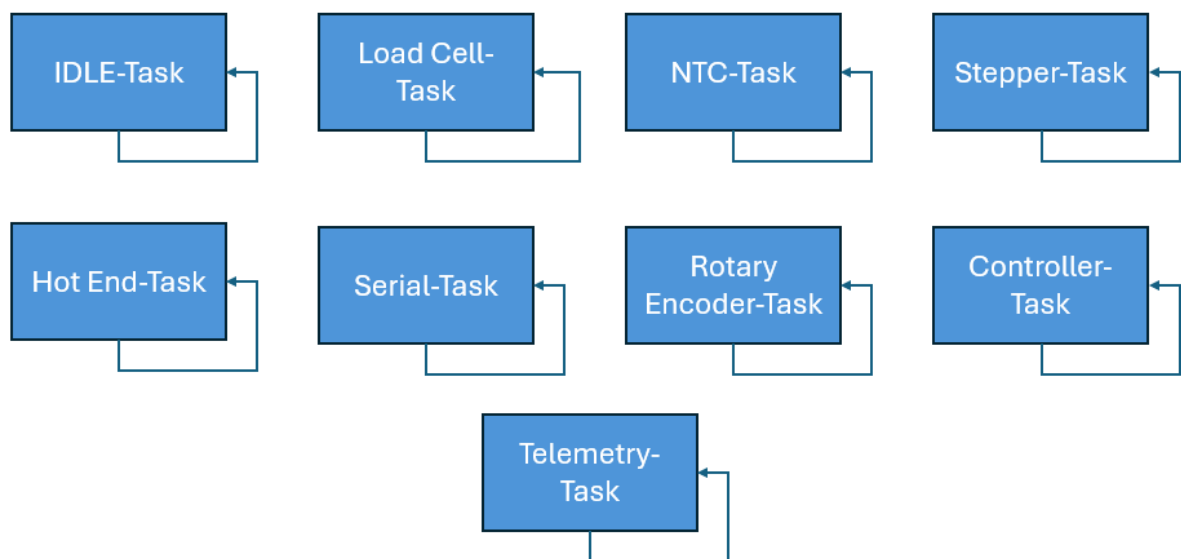 IDLE-Task
Load Cell-
Task
NTC-Task
Stepper-Task
Hot End-Task
Serial-Task
Rotary
Encoder-Task
Controller-
Task
Telemetry-
Task